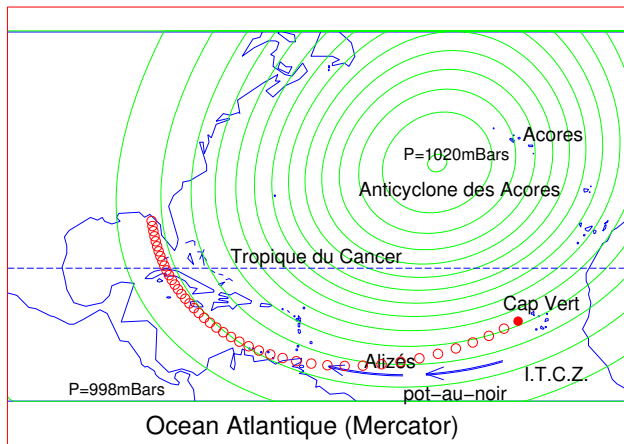 Acores
P=1020mBars
Anticyclone des Acores
Tropique du Cancer
Cap Vert
Alizés
I.T.C.Z.
P=998mBars
pot-au-noir
Ocean Atlantique (Mercator)